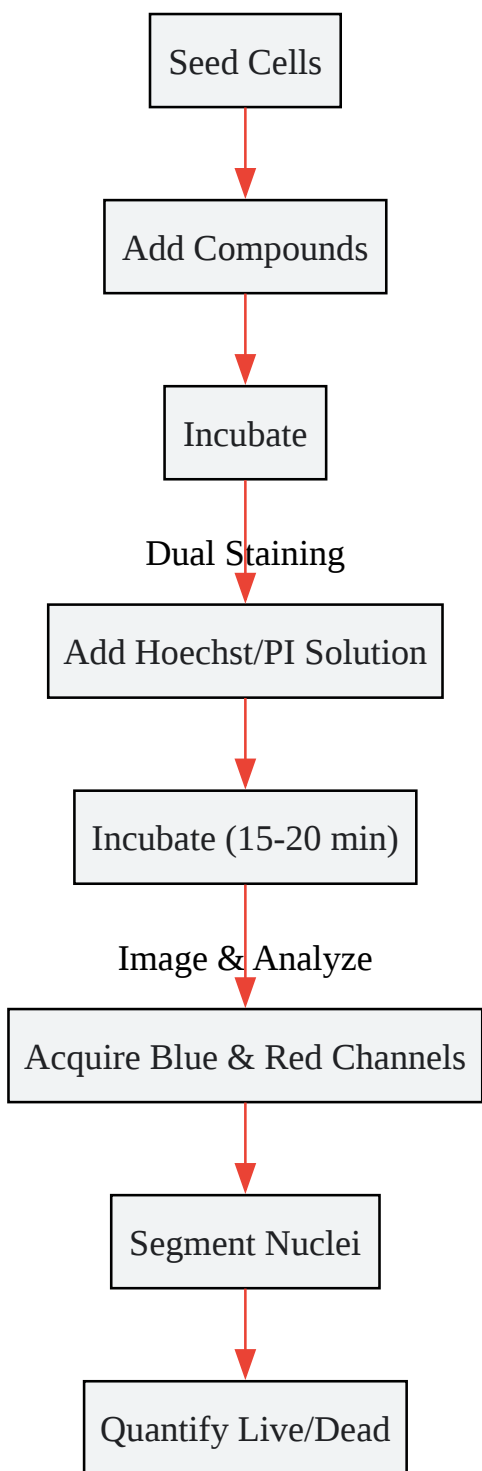 Seed Cells
Add Compounds
Incubate
Dual Staining
Add Hoechst/PI Solution
Incubate (15-20 min)
Image & Analyze
Acquire Blue & Red Channels
Segment Nuclei
Quantify Live/Dead